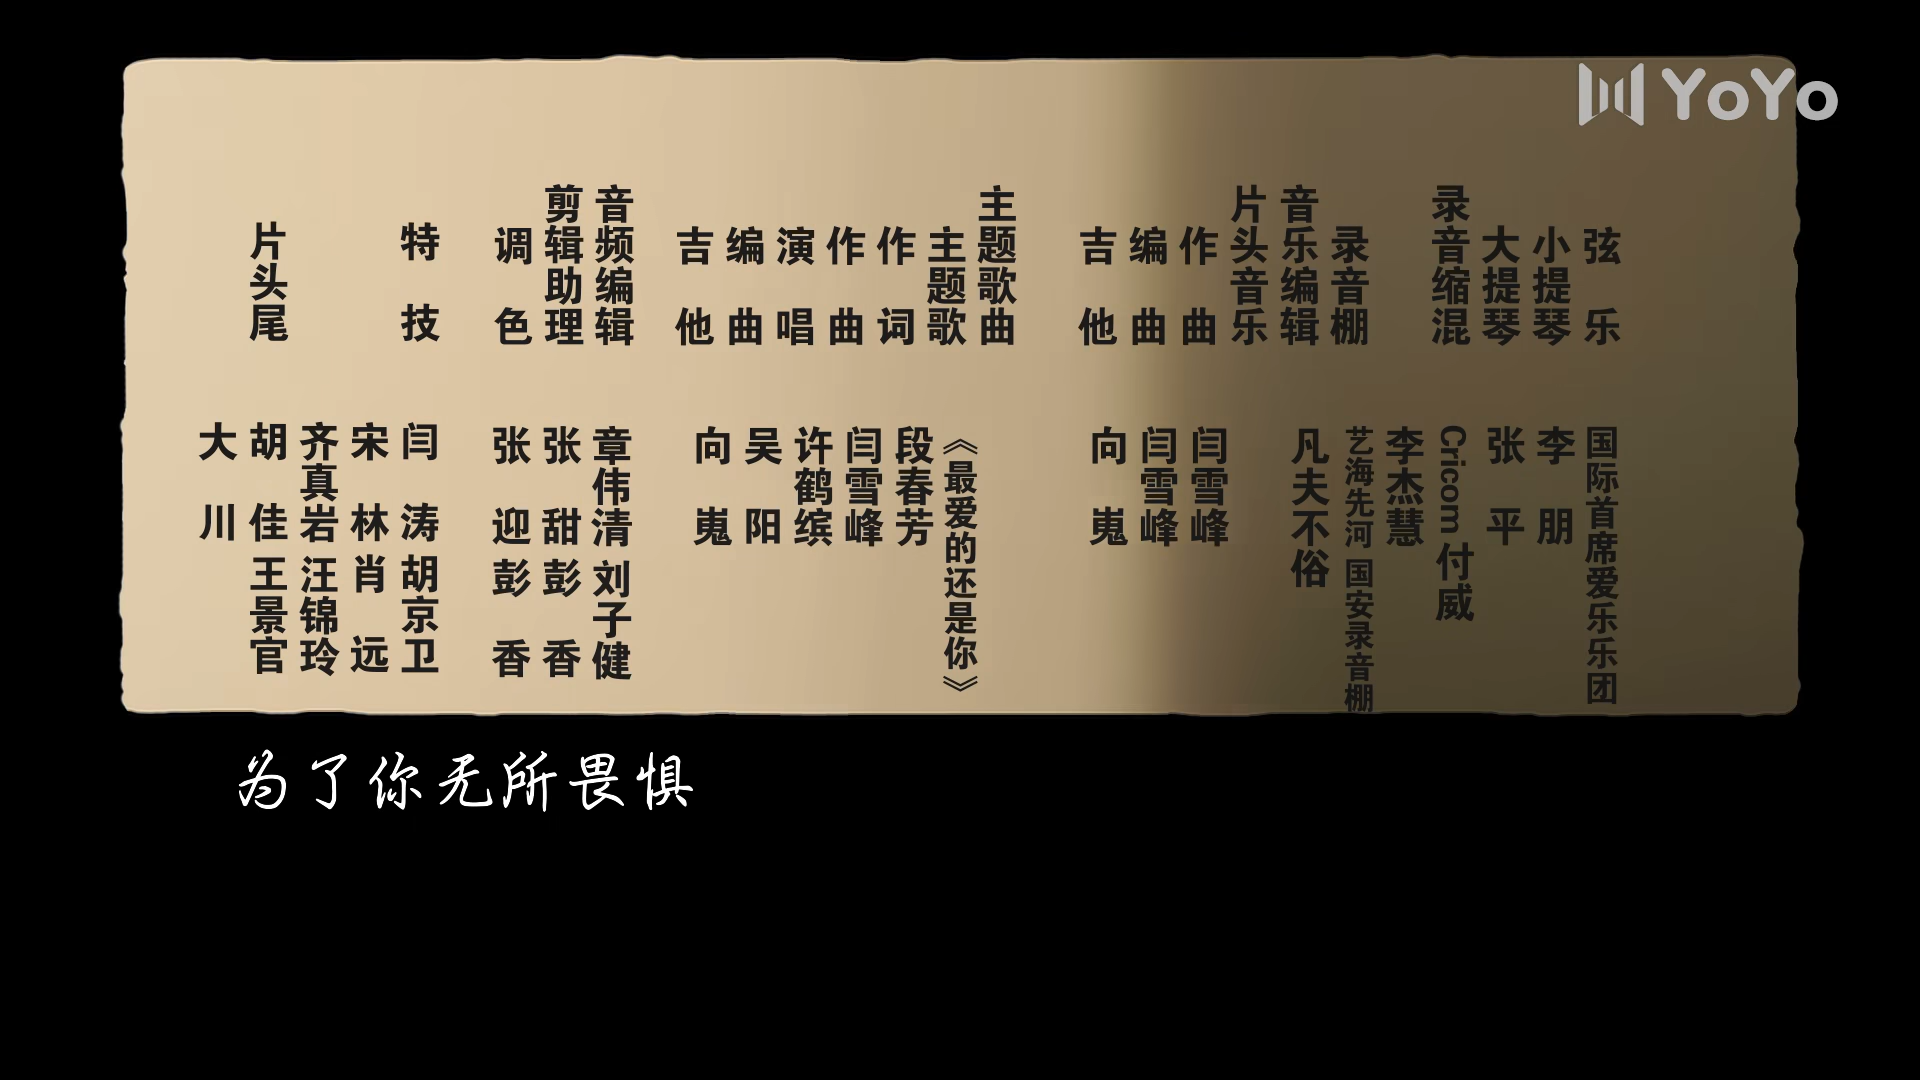 YoYo
弦乐 国际首席爱乐乐团
小提琴 李朋
大提琴 张平
录音缩混 Cricom 付威
李杰慧
录音棚 艺海先河 国安录音棚
音乐编辑 凡夫不俗
片头音乐
作曲 闫雪峰
编曲 闫雪峰
吉他 向嵬
主题歌曲
主题歌 《最爱的还是你》
作词 段春芳
作曲 闫雪峰
演唱 许鹤缤
编曲 吴阳
吉他 向嵬
音频编辑 章伟清 刘子健
剪辑助理 张甜 彭香
调色 张迎 彭香
特技 闫涛 胡京卫
宋林 肖远
齐真岩 汪锦玲
片头尾 胡佳 王景官
大川
为了你无所畏惧